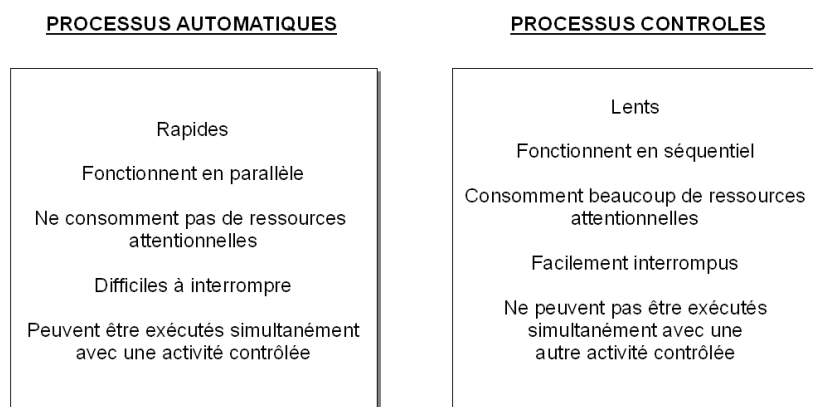 PROCESSUS AUTOMATIQUES
Rapides
Fonctionnent en parallèle
Ne consomment pas de ressources
attentionnelles
Difficiles à interrompre
Peuvent être exécutés simultanément
avec une activité contrôlée
PROCESSUS CONTROLES
Lents
Fonctionnent en séquentiel
Consomment beaucoup de ressources
attentionnelles
Facilement interrompus
Ne peuvent pas être exécutés
simultanément avec une
autre activité contrôlée